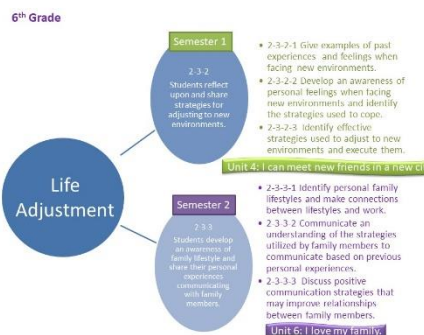 6th Grade
Semester 1
2-3-2
Students reflect
upon and share
strategies for
adjusting to new
environments.
• 2-3-2-1 Give examples of past
experiences and feelings when
facing new environments.
• 2-3-2-2 Develop an awareness of
personal feelings when facing
new environments and identify
the strategies used to cope.
• 2-3-2-3 Identify effective
strategies used to adjust to new
environments and execute them.
Unit 4: I can meet new friends in a new ci
Life
Adjustment
Semester 2
2-3-3
Students develop
an awareness of
family lifestyle and
share their personal
experiences
communicating
with family
members.
• 2-3-3-1 Identify personal family
lifestyles and make connections
between lifestyles and work.
• 2-3-3-2 Communicate an
understanding of the strategies
utilized by family members to
communicate based on previous
personal experiences.
• 2-3-3-3 Discuss positive
communication strategies that
may improve relationships
between family members.
Unit 6: I love my family.